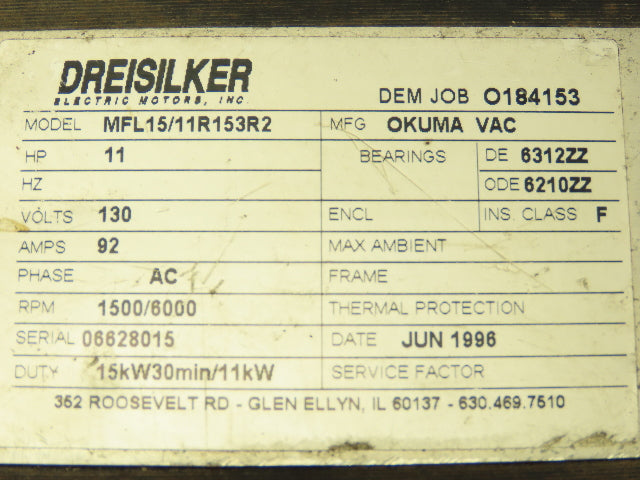 DREISILKER
ELECTRIC MOTORS, INC.
DEM JOB O184153
MODEL MFL15/11R153R2 MFG OKUMA VAC
HP 11 BEARINGS DE 6312ZZ
HZ ODE 6210ZZ
VOLTS 130 ENCL INS. CLASS F
AMPS 92 MAX AMBIENT
PHASE AC FRAME
RPM 1500/6000 THERMAL PROTECTION
SERIAL 06628015 DATE JUN 1996
DUTY 15kW30min/11kW SERVICE FACTOR
352 ROOSEVELT RD - GLEN ELLYN, IL 60137 - 630.469.7510